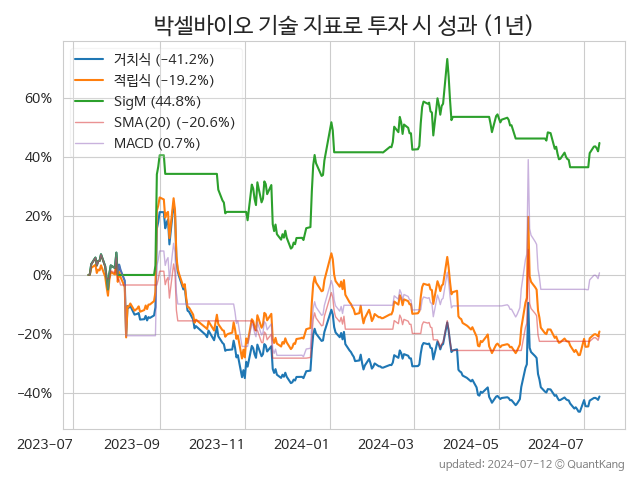 박셀바이오 기술 지표로 투자 시 성과 (1년)
거치식 (−41.2%)
적립식 (−19.2%)
SigM (44.8%)
SMA(20) (−20.6%)
MACD (0.7%)
60%
40%
20%
0%
−20%
−40%
2023-07 2023-09 2023-11 2024-01 2024-03 2024-05 2024-07
updated: 2024-07-12 © QuantKang